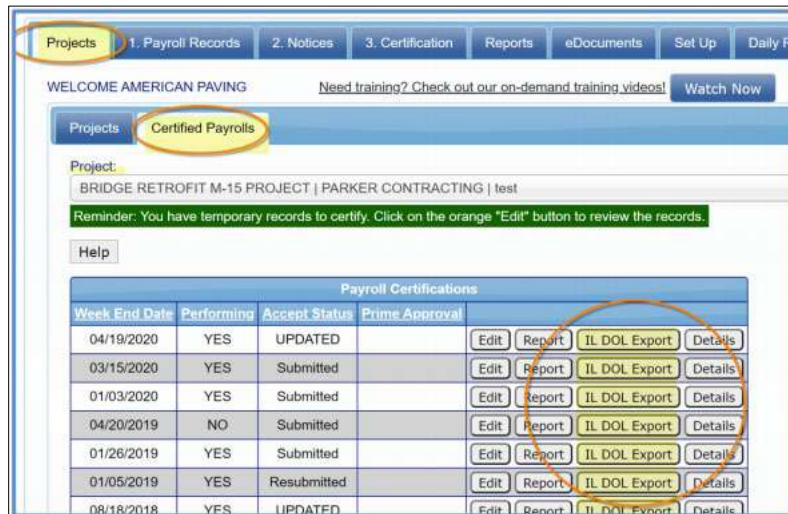 Projects 1. Payroll Records 2. Notices 3. Certification Reports eDocuments Set Up Daily
WELCOME AMERICAN PAVING Need training? Check out our on-demand training videos! Watch Now
Projects Certified Payrolls
Project:
BRIDGE RETROFIT M-15 PROJECT | PARKER CONTRACTING | test
Reminder: You have temporary records to certify. Click on the orange "Edit" button to review the records.
Help
Payroll Certifications
Week End Date Performing Accept Status Prime Approval
04/19/2020 YES UPDATED Edit Report IL DOL Export Details
03/15/2020 YES Submitted Edit Report IL DOL Export Details
01/03/2020 YES Submitted Edit Report IL DOL Export Details
04/20/2019 NO Submitted Edit Report IL DOL Export Details
01/26/2019 YES Submitted Edit Report IL DOL Export Details
01/05/2019 YES Resubmitted Edit Report IL DOL Export Details
08/18/2018 YES UPDATED Edit Report IL DOL Export Details